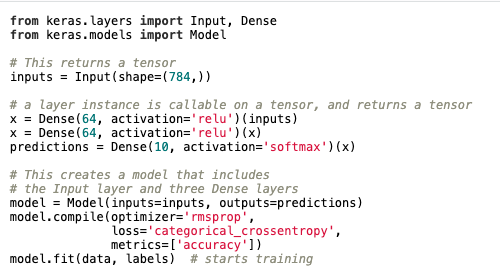 from keras.layers import Input, Dense
from keras.models import Model

# This returns a tensor
inputs = Input(shape=(784,))

# a layer instance is callable on a tensor, and returns a tensor
x = Dense(64, activation='relu')(inputs)
x = Dense(64, activation='relu')(x)
predictions = Dense(10, activation='softmax')(x)

# This creates a model that includes
# the Input layer and three Dense layers
model = Model(inputs=inputs, outputs=predictions)
model.compile(optimizer='rmsprop',
              loss='categorical_crossentropy',
              metrics=['accuracy'])
model.fit(data, labels)  # starts training